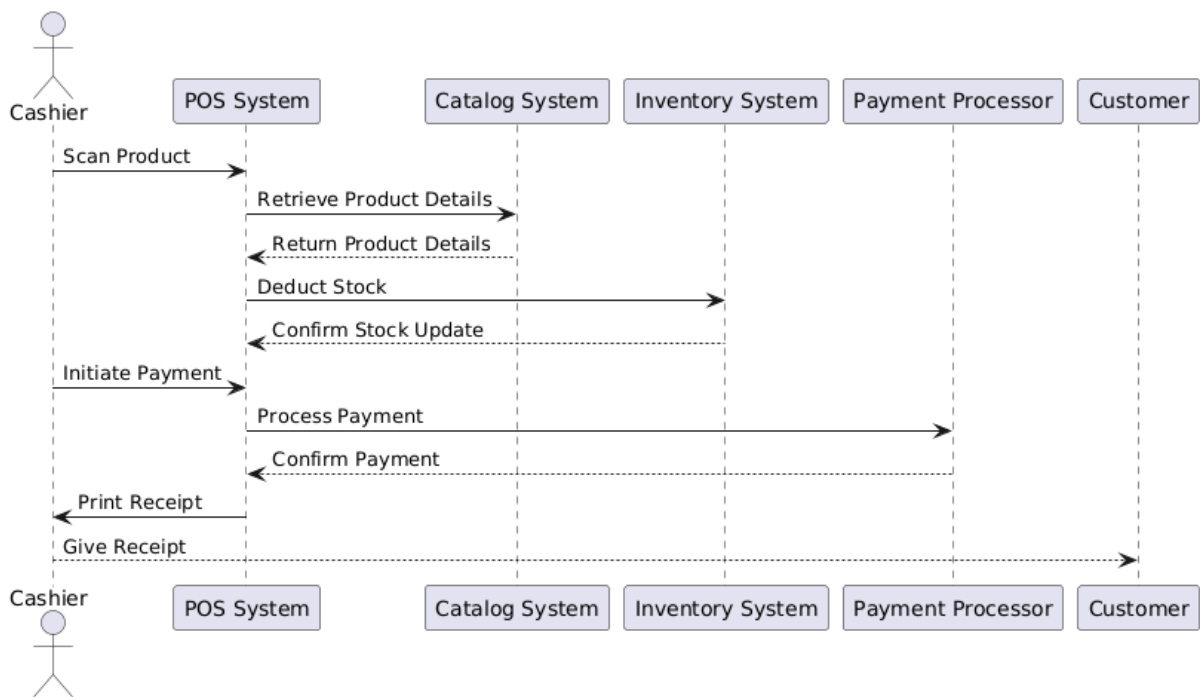 Cashier
POS System
Catalog System
Inventory System
Payment Processor
Customer
Scan Product
Retrieve Product Details
Return Product Details
Deduct Stock
Confirm Stock Update
Initiate Payment
Process Payment
Confirm Payment
Print Receipt
Give Receipt
Cashier
POS System
Catalog System
Inventory System
Payment Processor
Customer